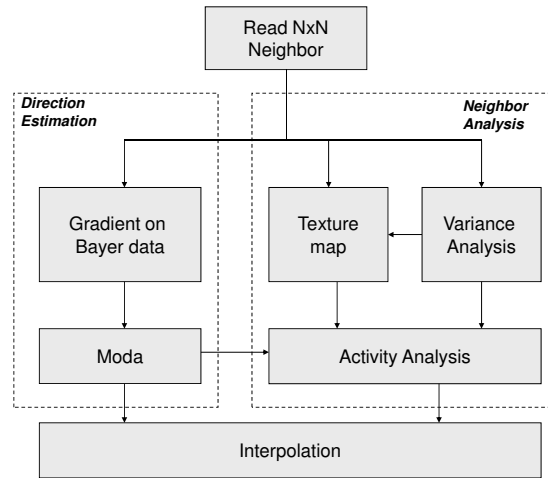 Read NxN
Neighbor
Direction
Estimation
Neighbor
Analysis
Gradient on
Bayer data
Texture
map
Variance
Analysis
Moda
Activity Analysis
Interpolation